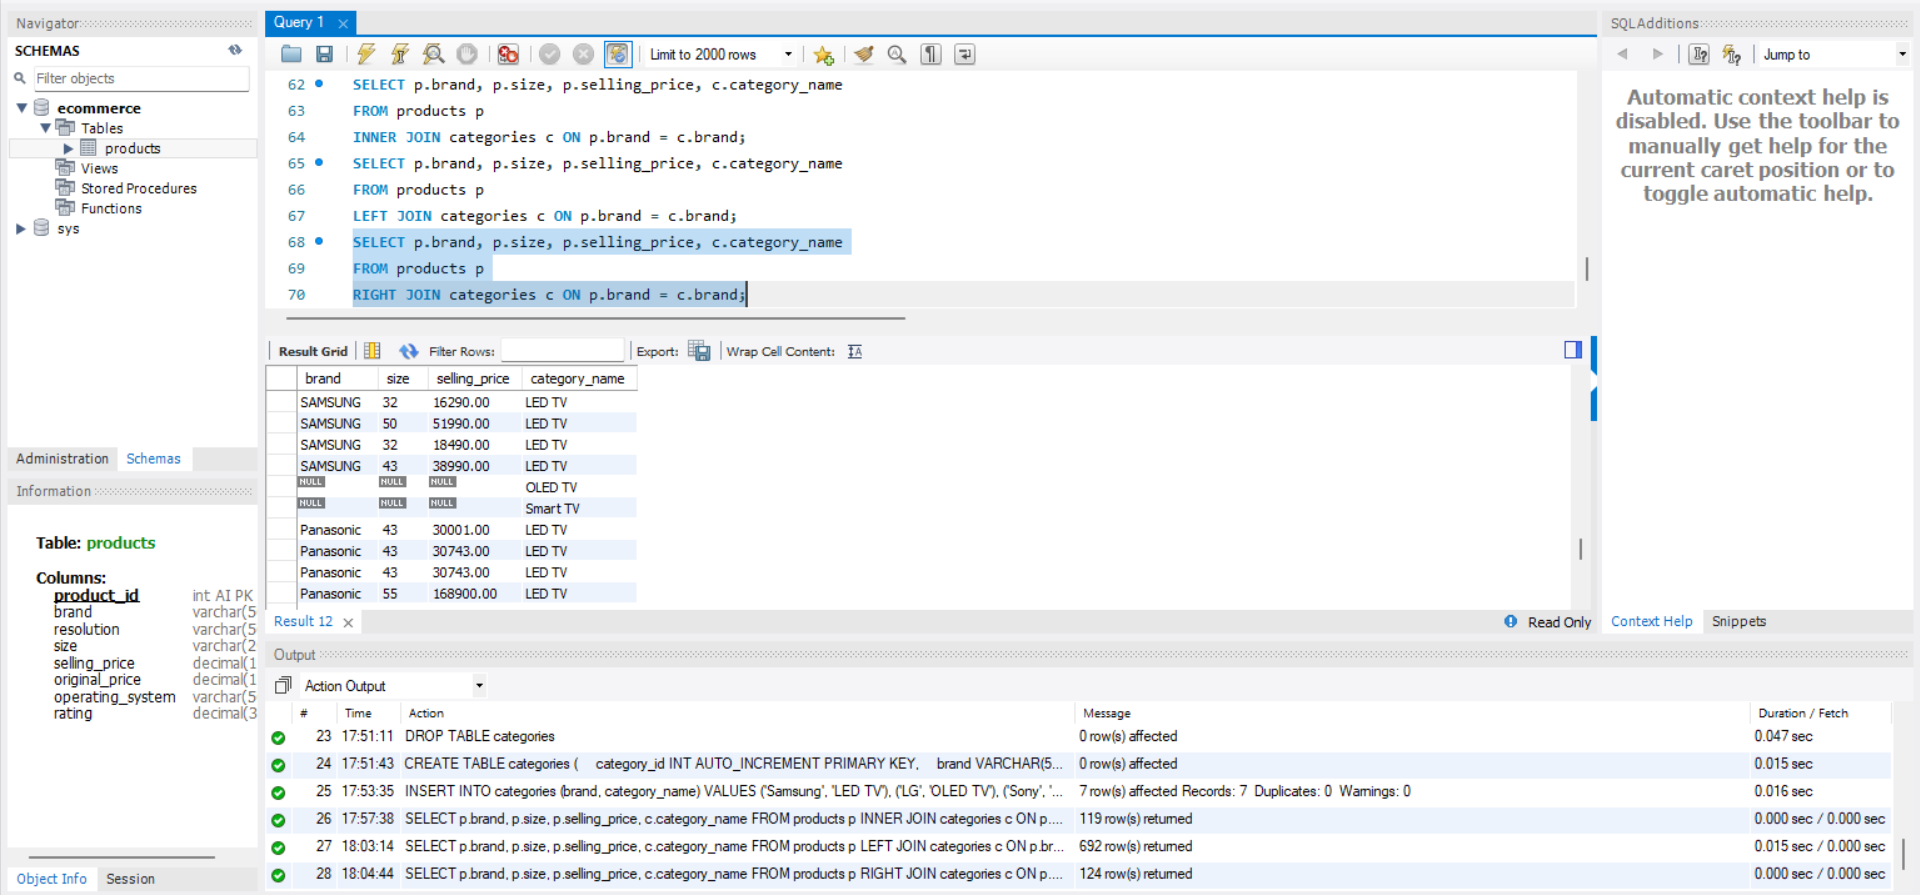 Navigator
SCHEMAS
Filter objects
ecommerce
Tables
products
Views
Stored Procedures
Functions
sys
Administration Schemas
Information
Table: products
Columns:
product_id int AI PK
brand varchar(5
resolution varchar(5
size varchar(2
selling_price decimal(1
original_price decimal(1
operating_system varchar(5
rating decimal(3
Object Info Session
Query 1
Limit to 2000 rows
62 SELECT p.brand, p.size, p.selling_price, c.category_name
63 FROM products p
64 INNER JOIN categories c ON p.brand = c.brand;
65 SELECT p.brand, p.size, p.selling_price, c.category_name
66 FROM products p
67 LEFT JOIN categories c ON p.brand = c.brand;
68 SELECT p.brand, p.size, p.selling_price, c.category_name
69 FROM products p
70 RIGHT JOIN categories c ON p.brand = c.brand;
Result Grid Filter Rows: Export: Wrap Cell Content:
brand size selling_price category_name
SAMSUNG 32 16290.00 LED TV
SAMSUNG 50 51990.00 LED TV
SAMSUNG 32 18490.00 LED TV
SAMSUNG 43 38990.00 LED TV
NULL NULL NULL OLED TV
NULL NULL NULL Smart TV
Panasonic 43 30001.00 LED TV
Panasonic 43 30743.00 LED TV
Panasonic 43 30743.00 LED TV
Panasonic 55 168900.00 LED TV
Result 12 Read Only
Output
Action Output
# Time Action Message Duration / Fetch
23 17:51:11 DROP TABLE categories 0 row(s) affected 0.047 sec
24 17:51:43 CREATE TABLE categories ( category_id INT AUTO_INCREMENT PRIMARY KEY, brand VARCHAR(5... 0 row(s) affected 0.015 sec
25 17:53:35 INSERT INTO categories (brand, category_name) VALUES ('Samsung', 'LED TV'), ('LG', 'OLED TV'), ('Sony', '... 7 row(s) affected Records: 7 Duplicates: 0 Warnings: 0 0.016 sec
26 17:57:38 SELECT p.brand, p.size, p.selling_price, c.category_name FROM products p INNER JOIN categories c ON p.... 119 row(s) returned 0.000 sec / 0.000 sec
27 18:03:14 SELECT p.brand, p.size, p.selling_price, c.category_name FROM products p LEFT JOIN categories c ON p.br... 692 row(s) returned 0.015 sec / 0.000 sec
28 18:04:44 SELECT p.brand, p.size, p.selling_price, c.category_name FROM products p RIGHT JOIN categories c ON p.... 124 row(s) returned 0.000 sec / 0.000 sec
SQLAdditions
Jump to
Automatic context help is
disabled. Use the toolbar to
manually get help for the
current caret position or to
toggle automatic help.
Context Help Snippets